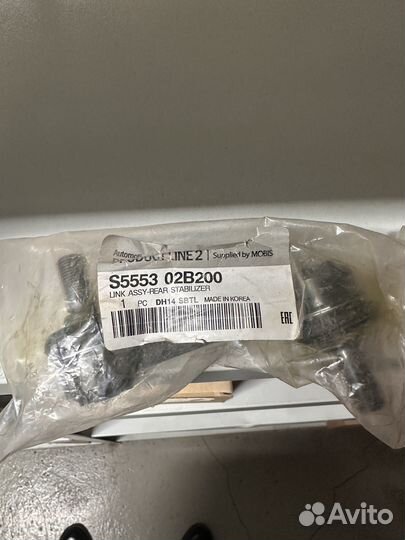 Automo
PRODUCT LINE 2 | Supplied by MOBIS
S5553 02B200
LINK ASSY-REAR STABILIZER
1 PC DH14 SBTL MADE IN KOREA
EAC
Avito